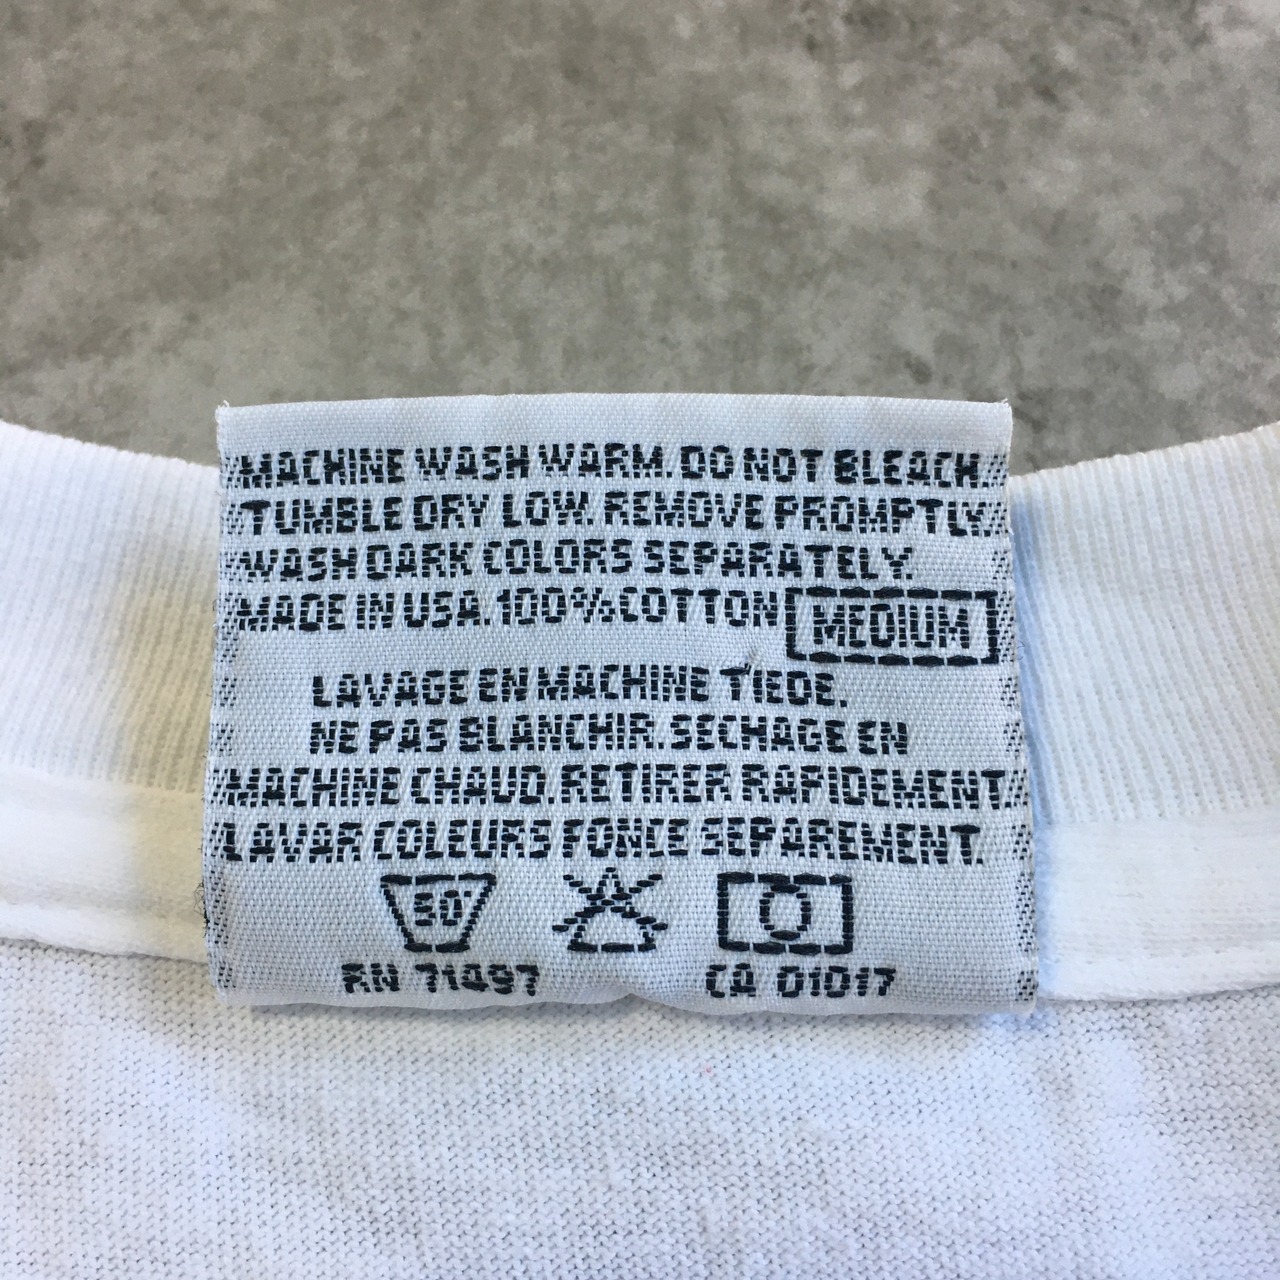 MACHINE WASH WARM. DO NOT BLEACH.
TUMBLE DRY LOW. REMOVE PROMPTLY.
WASH DARK COLORS SEPARATELY.
MADE IN USA. 100% COTTON MEDIUM
LAVAGE EN MACHINE TIEDE.
NE PAS BLANCHIR. SECHAGE EN
MACHINE CHAUD. RETIRER RAPIDEMENT.
LAVAR COLEURS FONCE SEPAREMENT.
50°
RN 71497 CA 01017